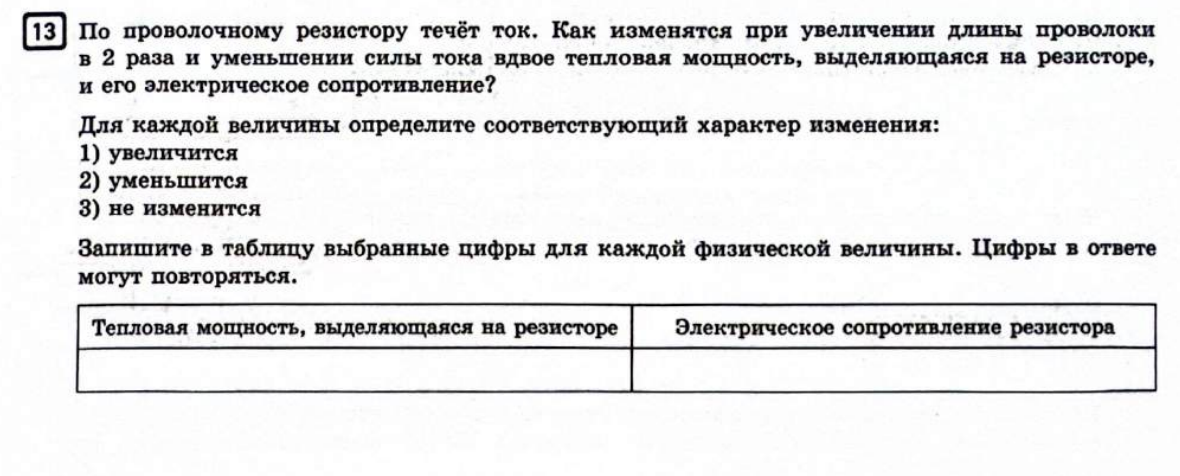 13 По проволочному резистору течёт ток. Как изменятся при увеличении длины проволоки
в 2 раза и уменьшении силы тока вдвое тепловая мощность, выделяющаяся на резисторе,
и его электрическое сопротивление?
Для каждой величины определите соответствующий характер изменения:
1) увеличится
2) уменьшится
3) не изменится
Запишите в таблицу выбранные цифры для каждой физической величины. Цифры в ответе
могут повторяться.
Тепловая мощность, выделяющаяся на резисторе Электрическое сопротивление резистора